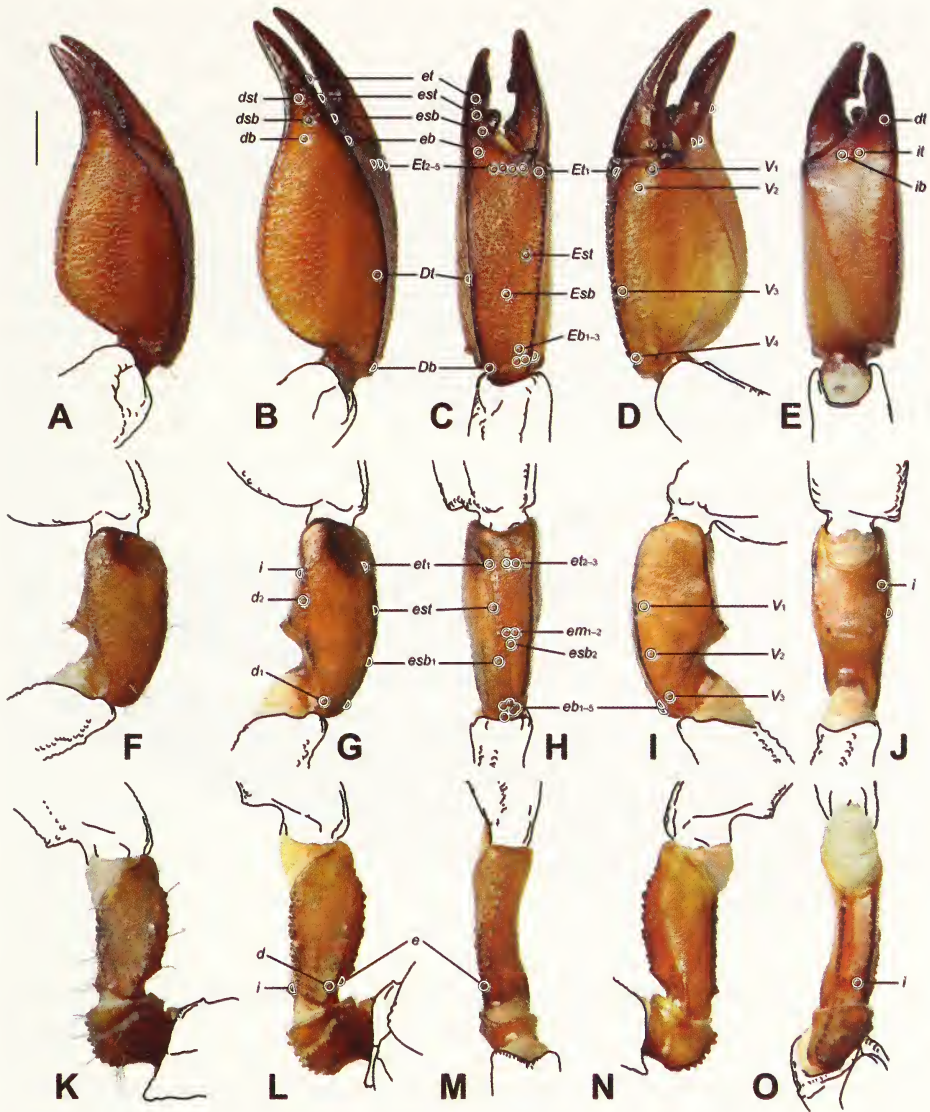 et
dst est
dsb esb
db eb
Et2-5 Et1 V1 dt
V2 it
ib
Est
Dt Esb V3
Eb1-3
Db V4
A B C D E
i et1 et2-3 i
d2
est V1
em1-2
esb1 esb2 V2
d1 V3
eb1-5
F G H I J
d e
i i
K L M N O